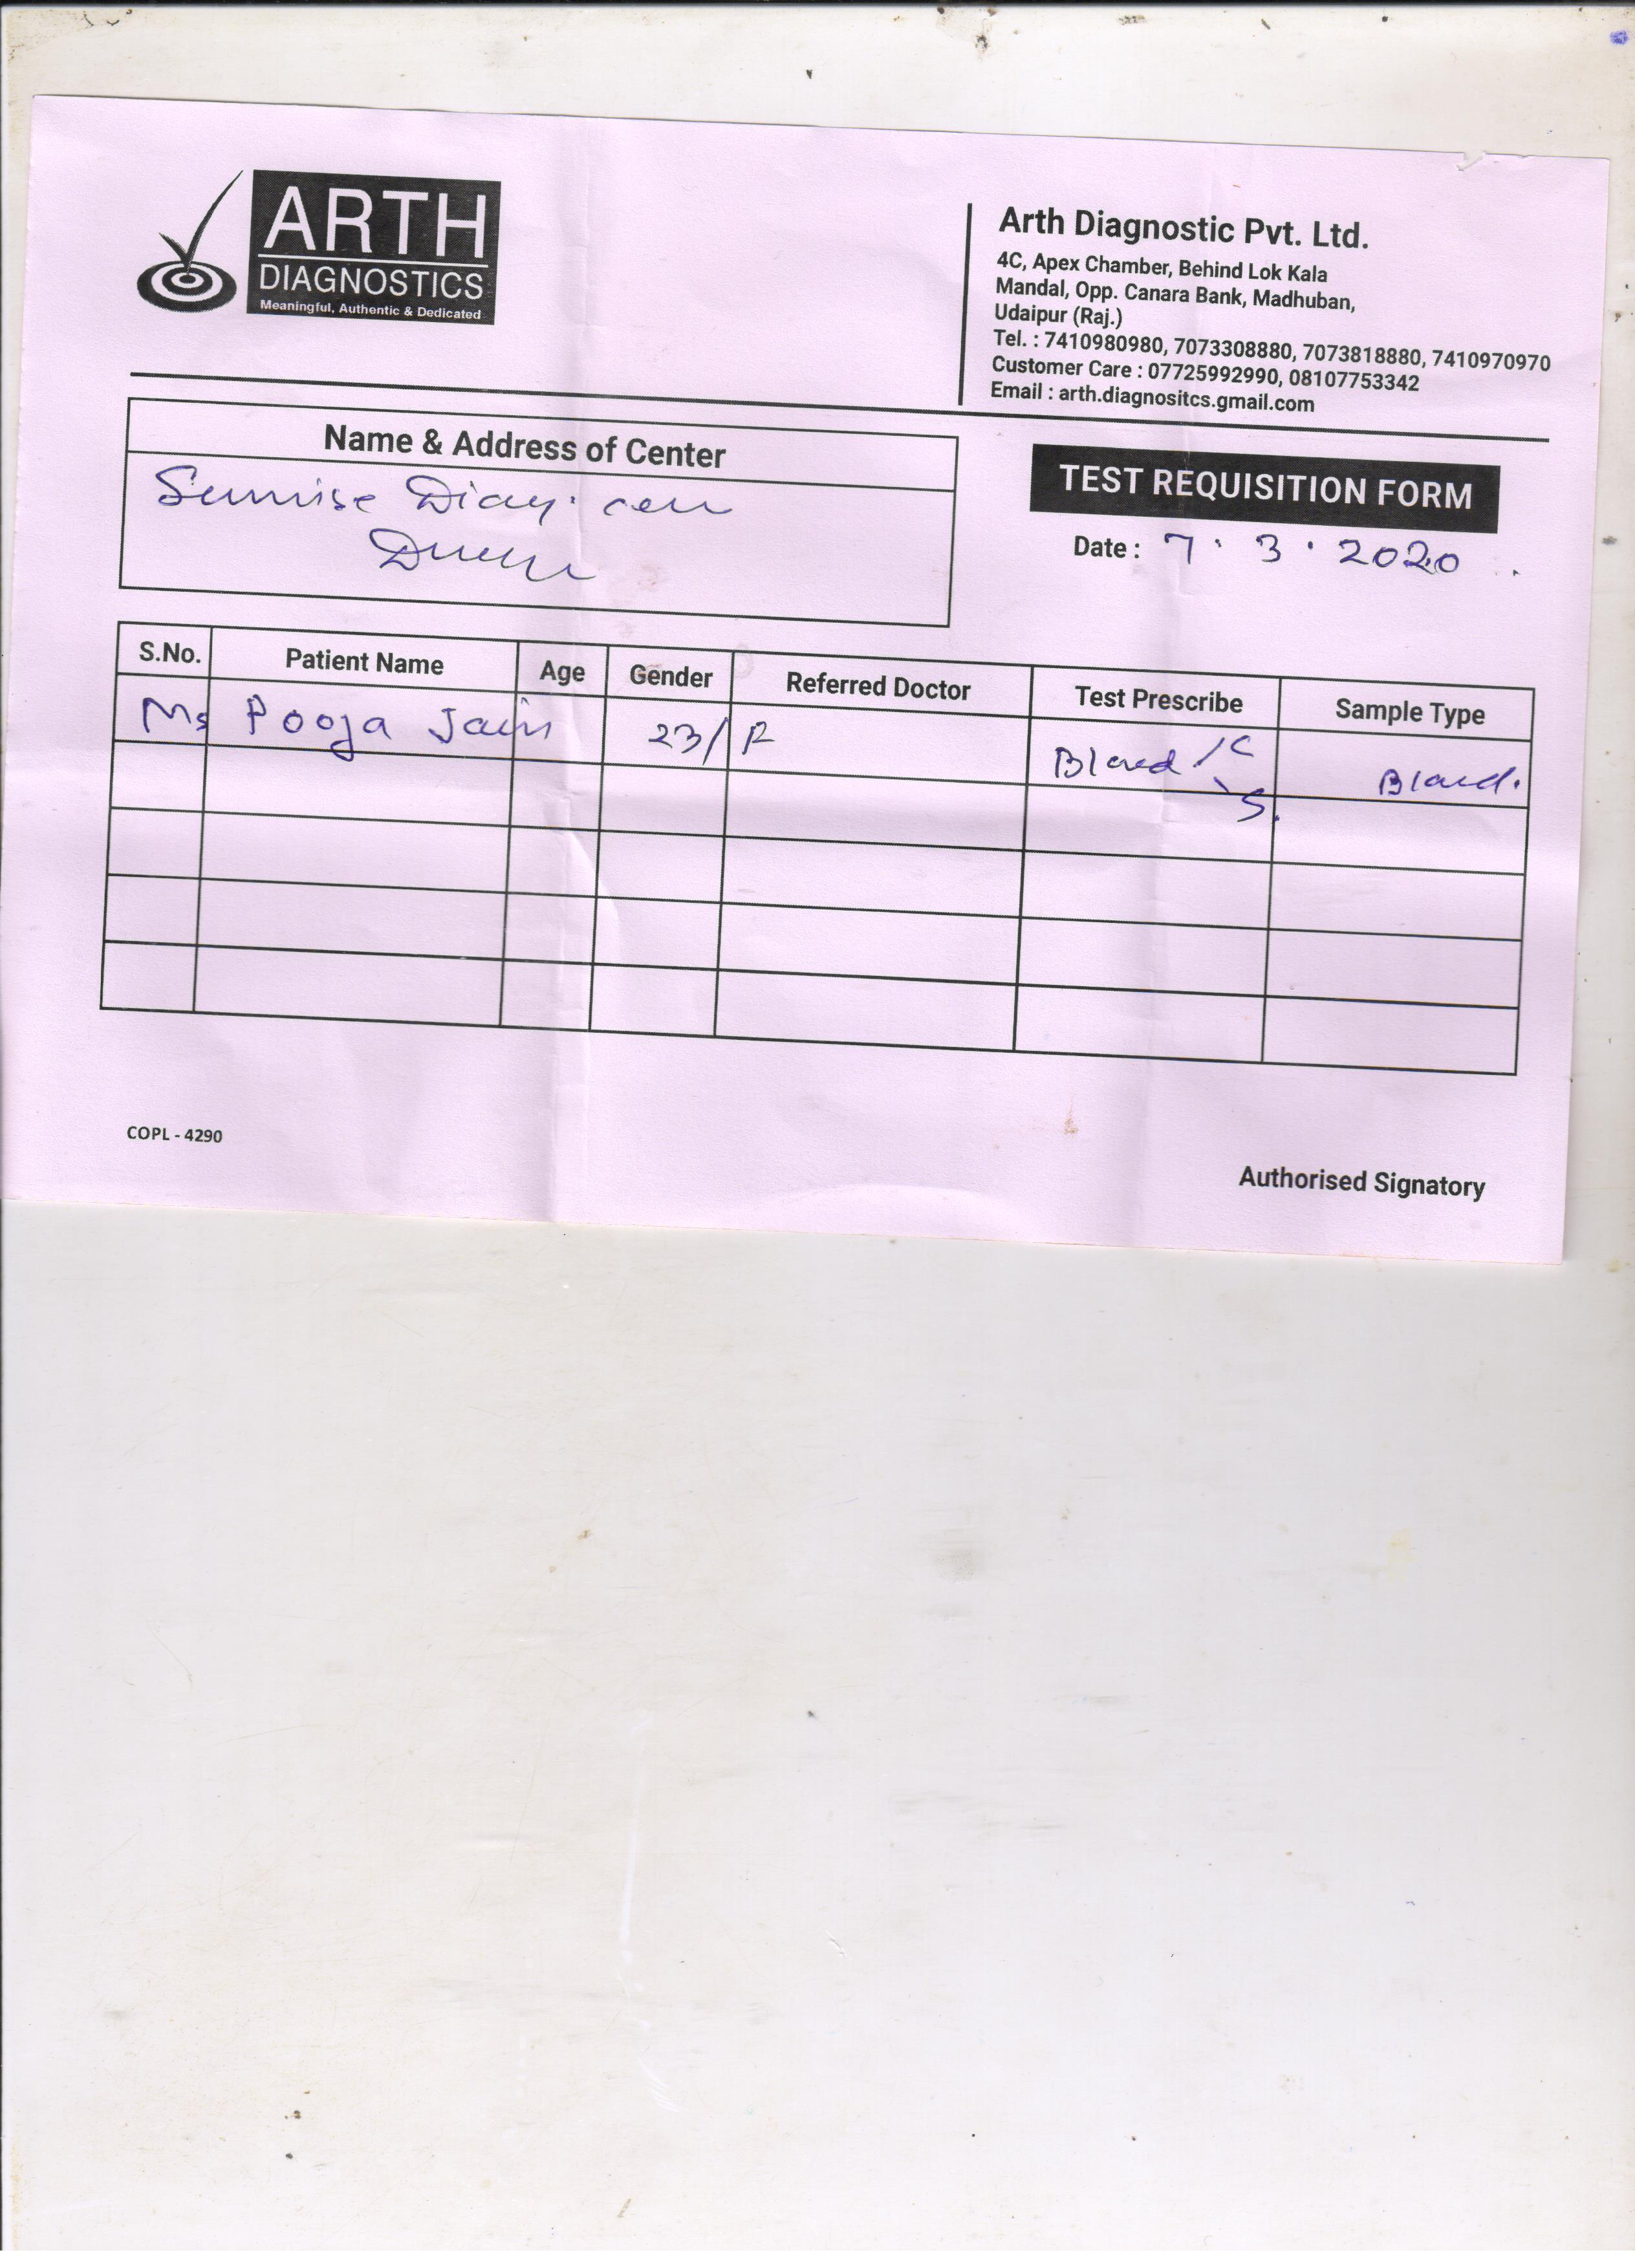 ARTH
DIAGNOSTICS
Meaningful, Authentic & Dedicated
Arth Diagnostic Pvt. Ltd.
4C, Apex Chamber, Behind Lok Kala
Mandal, Opp. Canara Bank, Madhuban,
Udaipur (Raj.)
Tel. : 7410980980, 7073308880, 7073818880, 7410970970
Customer Care : 07725992990, 08107753342
Email : arth.diagnositcs.gmail.com
Name & Address of Center
Sunrise Diag. cen
TEST REQUISITION FORM
Date : 7 . 3 . 2020
S.No. Patient Name Age Gender Referred Doctor Test Prescribe Sample Type
Ms Pooja Jain 23/F Blood /C Blood.
S.
COPL - 4290
Authorised Signatory